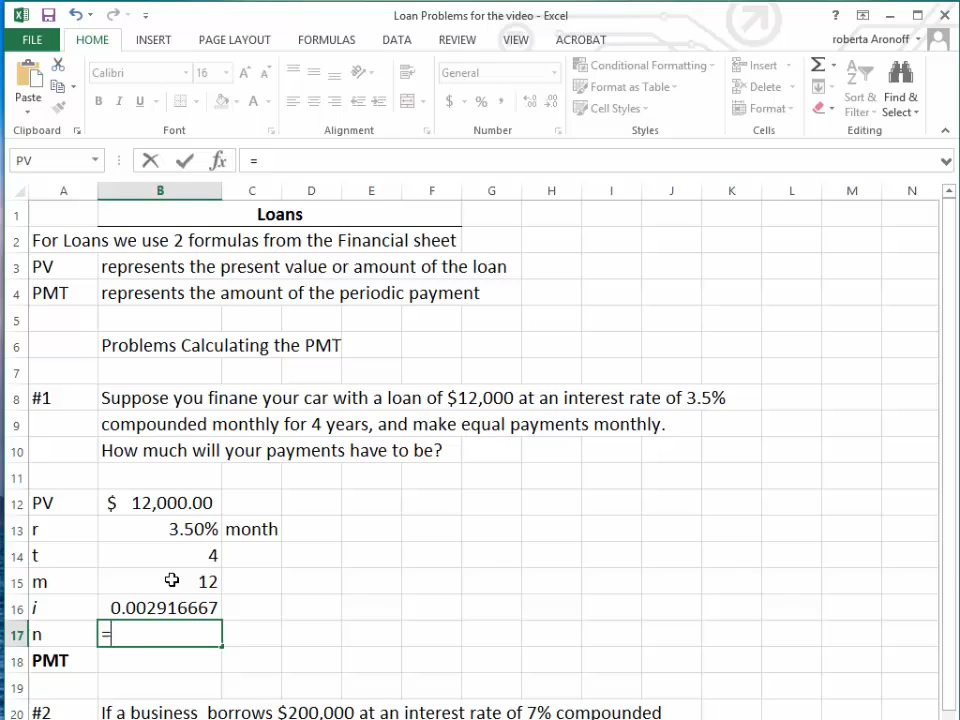 Loan Problems for the video - Excel
?
FILE HOME INSERT PAGE LAYOUT FORMULAS DATA REVIEW VIEW ACROBAT roberta Aronoff
Paste
Calibri 16 A A
General
B I U A $ % , .00 .0
Conditional Formatting
Format as Table
Cell Styles
Insert
Delete
Format
Sort & Filter
Find & Select
Clipboard Font Alignment Number Styles Cells Editing
PV fx =
A B C D E F G H I J K L M N
1 Loans
2 For Loans we use 2 formulas from the Financial sheet
3 PV represents the present value or amount of the loan
4 PMT represents the amount of the periodic payment
5
6 Problems Calculating the PMT
7
8 #1 Suppose you finane your car with a loan of $12,000 at an interest rate of 3.5%
9 compounded monthly for 4 years, and make equal payments monthly.
10 How much will your payments have to be?
11
12 PV $ 12,000.00
13 r 3.50% month
14 t 4
15 m 12
16 i 0.002916667
17 n =
18 PMT
19
20 #2 If a business borrows $200,000 at an interest rate of 7% compounded